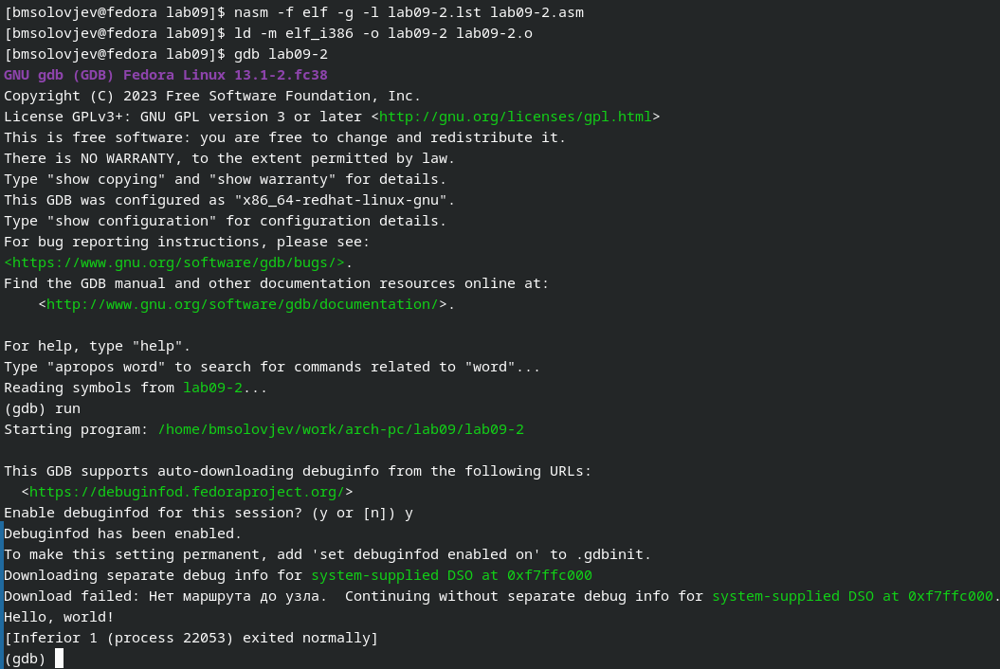 [bmsolovjev@fedora lab09]$ nasm -f elf -g -l lab09-2.lst lab09-2.asm
[bmsolovjev@fedora lab09]$ ld -m elf_i386 -o lab09-2 lab09-2.o
[bmsolovjev@fedora lab09]$ gdb lab09-2
GNU gdb (GDB) Fedora Linux 13.1-2.fc38
Copyright (C) 2023 Free Software Foundation, Inc.
License GPLv3+: GNU GPL version 3 or later <http://gnu.org/licenses/gpl.html>
This is free software: you are free to change and redistribute it.
There is NO WARRANTY, to the extent permitted by law.
Type "show copying" and "show warranty" for details.
This GDB was configured as "x86_64-redhat-linux-gnu".
Type "show configuration" for configuration details.
For bug reporting instructions, please see:
<https://www.gnu.org/software/gdb/bugs/>.
Find the GDB manual and other documentation resources online at:
    <http://www.gnu.org/software/gdb/documentation/>.

For help, type "help".
Type "apropos word" to search for commands related to "word"...
Reading symbols from lab09-2...
(gdb) run
Starting program: /home/bmsolovjev/work/arch-pc/lab09/lab09-2

This GDB supports auto-downloading debuginfo from the following URLs:
  <https://debuginfod.fedoraproject.org/>
Enable debuginfod for this session? (y or [n]) y
Debuginfod has been enabled.
To make this setting permanent, add 'set debuginfod enabled on' to .gdbinit.
Downloading separate debug info for system-supplied DSO at 0xf7ffc000
Download failed: Нет маршрута до узла.  Continuing without separate debug info for system-supplied DSO at 0xf7ffc000.
Hello, world!
[Inferior 1 (process 22053) exited normally]
(gdb)